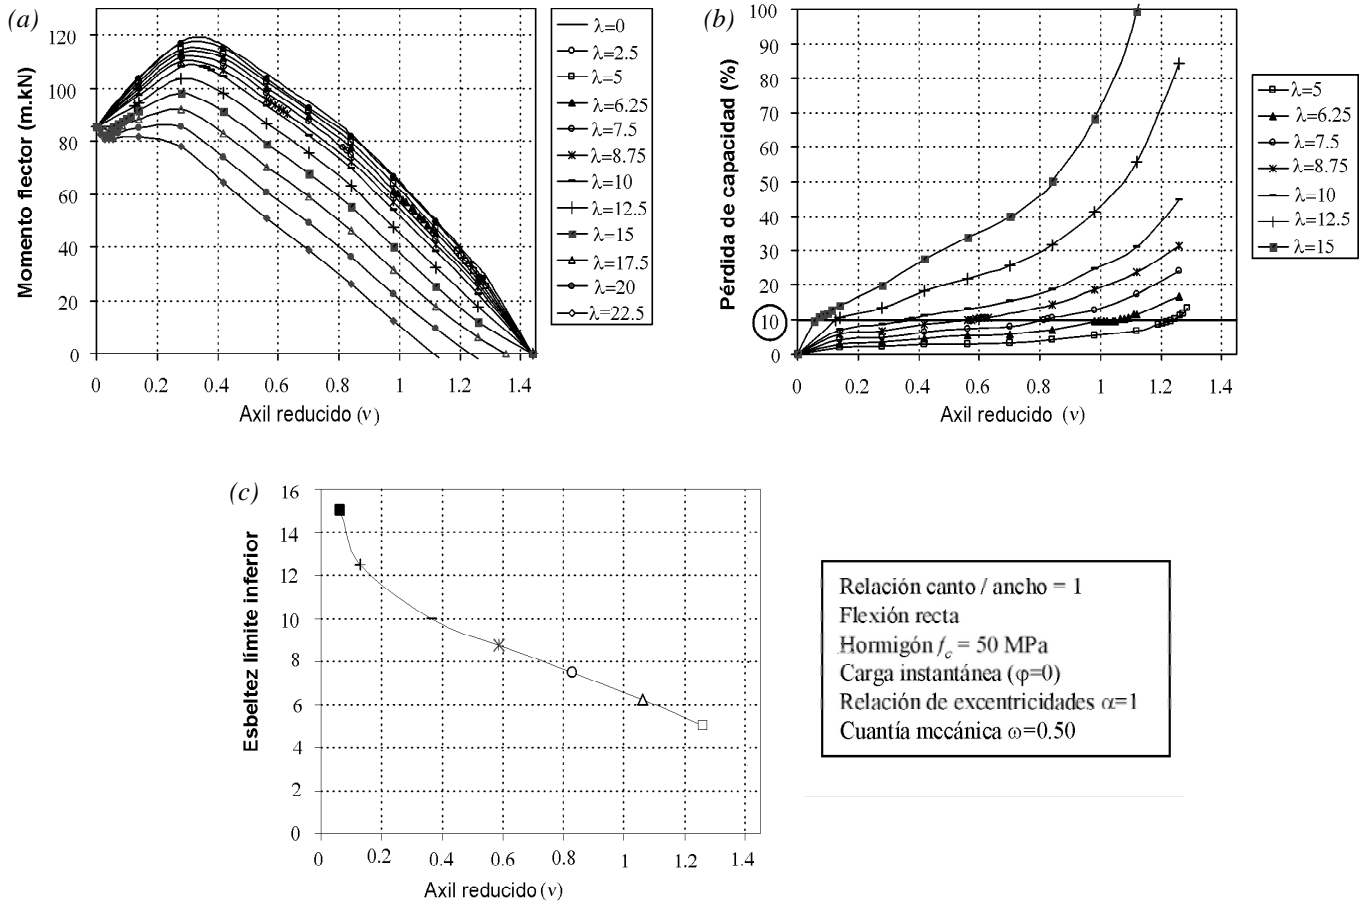 (a)
Momento flector (m.kN)
120
100
80
60
40
20
0
0 0.2 0.4 0.6 0.8 1 1.2 1.4
Axil reducido (ν)
λ=0
λ=2.5
λ=5
λ=6.25
λ=7.5
λ=8.75
λ=10
λ=12.5
λ=15
λ=17.5
λ=20
λ=22.5
(b)
Pérdida de capacidad (%)
100
90
80
70
60
50
40
30
20
10
0
0 0.2 0.4 0.6 0.8 1 1.2 1.4
Axil reducido (ν)
λ=5
λ=6.25
λ=7.5
λ=8.75
λ=10
λ=12.5
λ=15
(c)
Esbeltez límite inferior
16
14
12
10
8
6
4
2
0
0 0.2 0.4 0.6 0.8 1 1.2 1.4
Axil reducido (ν)
Relación canto / ancho = 1
Flexión recta
Hormigón fc = 50 MPa
Carga instantánea (φ=0)
Relación de excentricidades α=1
Cuantía mecánica ω=0.50